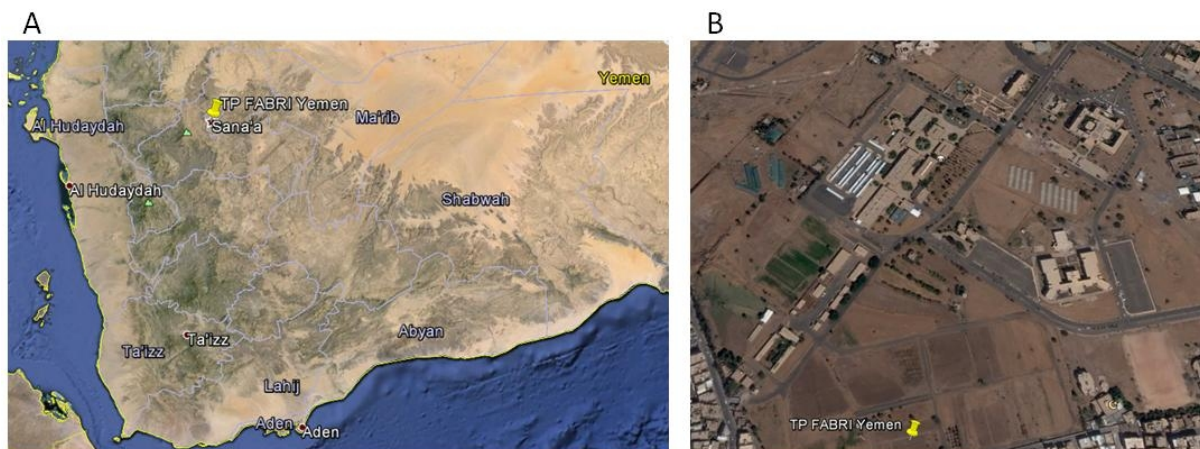 A
B
Yemen
TP FABRI Yemen
Ma'rib
Al Hudaydah
Sana'a
Al Hudaydah
Shabwah
Ta'izz
Ta'izz
Abyan
Lahij
Aden
Aden
TP FABRI Yemen